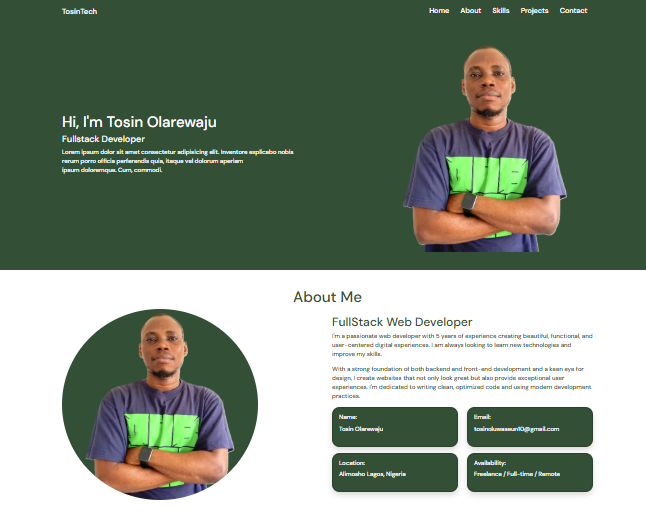 TosinTech
Home About Skills Projects Contact
Hi, I'm Tosin Olarewaju
Fullstack Developer
Lorem ipsum dolor sit amet consectetur adipisicing elit. Inventore explicabo nobis
rerum porro officia perferendis quia, itaque vel dolorum aperiam
ipsum doloremque. Cum, commodi.
About Me
FullStack Web Developer
I'm a passionate web developer with 5 years of experience creating beautiful, functional, and
user- centered digital experiences. I am always looking to learn new technologies and
improve my skills.
With a strong foundation of both backend and front-end development and a keen eye for
design, I create websites that not only look great but also provide exceptional user
experiences. I'm dedicated to writing clean, optimized code and using modern development
practices.
Name:
Tosin Olarewaju
Email:
tosinoluwaseun10@gmail.com
Location:
Alimosho Lagos, Nigeria
Availability:
Freelance / Full-time / Remote